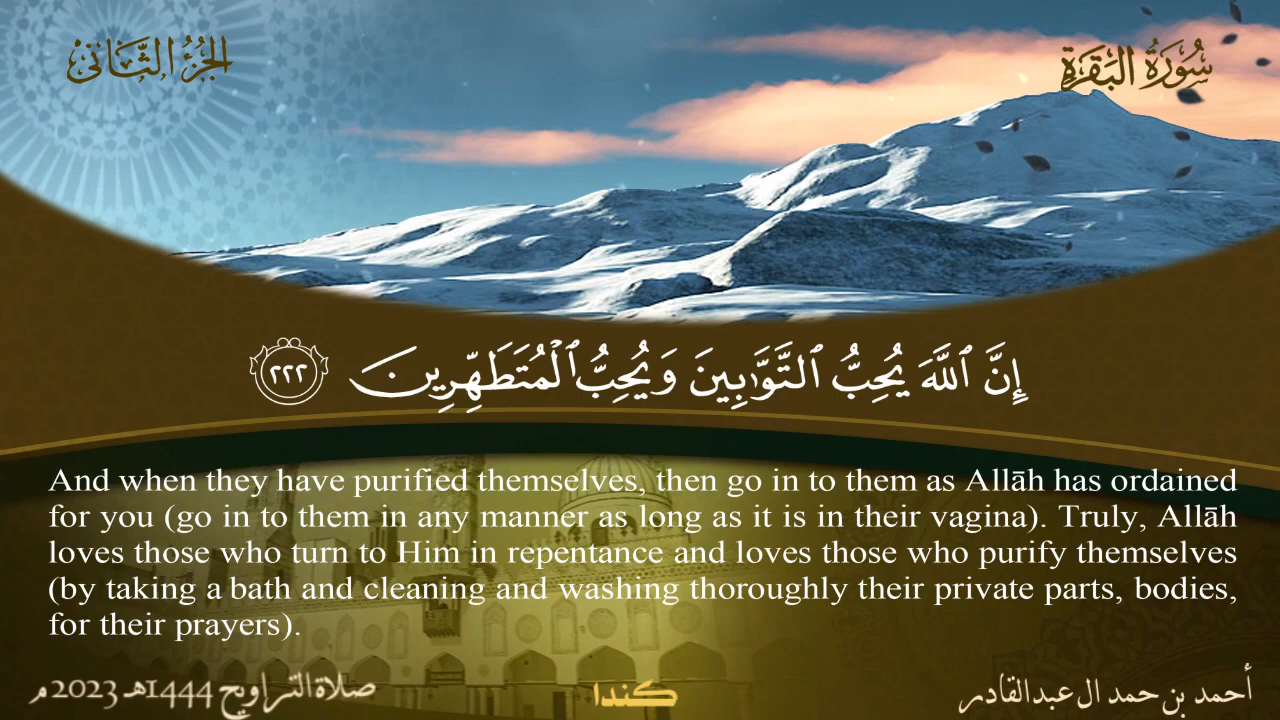 الجُزْءُ الثَّانِى
سُورَةُ البَقَرَةِ
إِنَّ ٱللَّهَ يُحِبُّ ٱلتَّوَّٰبِينَ وَيُحِبُّ ٱلْمُتَطَهِّرِينَ ٢٢٢
And when they have purified themselves, then go in to them as Allāh has ordained
for you (go in to them in any manner as long as it is in their vagina). Truly, Allāh
loves those who turn to Him in repentance and loves those who purify themselves
(by taking a bath and cleaning and washing thoroughly their private parts, bodies,
for their prayers).
أحمد بن حمد ال عبدالقادر
كندا
صلاة التراويح 1444هـ 2023 م